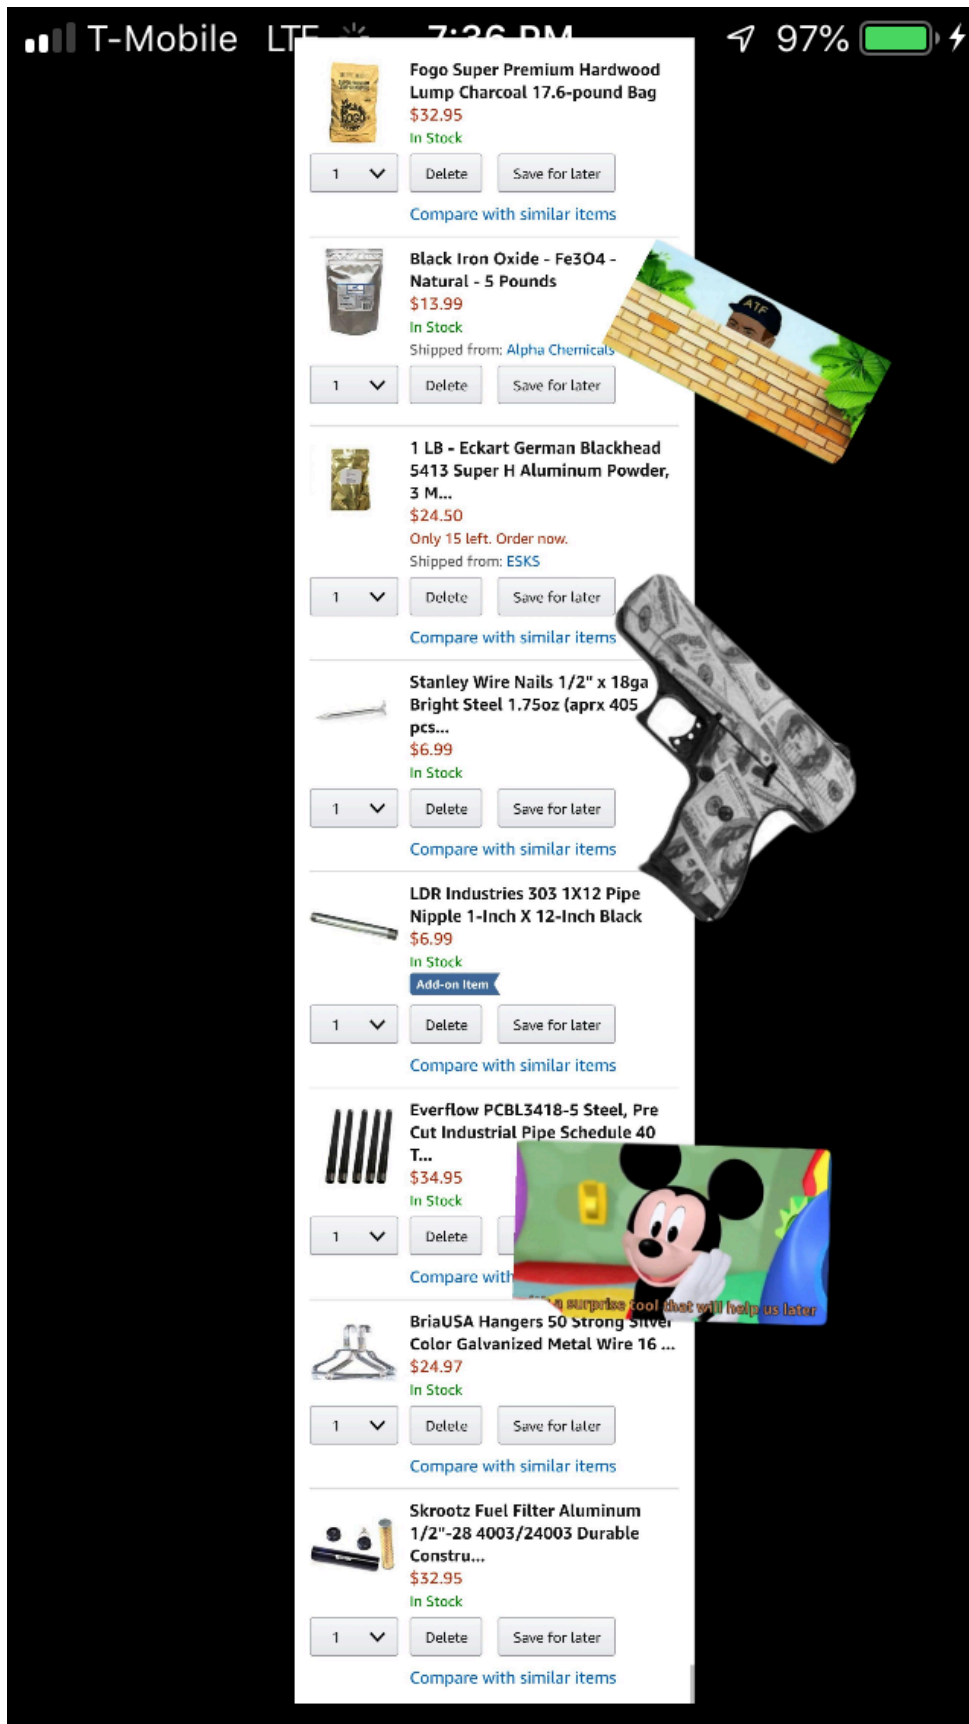 T-Mobile LTE 7:36 PM 97%
Fogo Super Premium Hardwood
Lump Charcoal 17.6-pound Bag
$32.95
In Stock
1 Delete Save for later
Compare with similar items
Black Iron Oxide - Fe3O4 -
Natural - 5 Pounds
$13.99
In Stock
Shipped from: Alpha Chemicals
1 Delete Save for later
ATF
1 LB - Eckart German Blackhead
5413 Super H Aluminum Powder,
3 M...
$24.50
Only 15 left. Order now.
Shipped from: ESKS
1 Delete Save for later
Compare with similar items
Stanley Wire Nails 1/2" x 18ga
Bright Steel 1.75oz (aprx 405
pcs...
$6.99
In Stock
1 Delete Save for later
Compare with similar items
LDR Industries 303 1X12 Pipe
Nipple 1-Inch X 12-Inch Black
$6.99
In Stock
Add-on Item
1 Delete Save for later
Compare with similar items
Everflow PCBL3418-5 Steel, Pre
Cut Industrial Pipe Schedule 40
T...
$34.95
In Stock
1 Delete
Compare with
a surprise tool that will help us later
BriaUSA Hangers 50 Strong Silver
Color Galvanized Metal Wire 16 ...
$24.97
In Stock
1 Delete Save for later
Compare with similar items
Skrootz Fuel Filter Aluminum
1/2"-28 4003/24003 Durable
Constru...
$32.95
In Stock
1 Delete Save for later
Compare with similar items